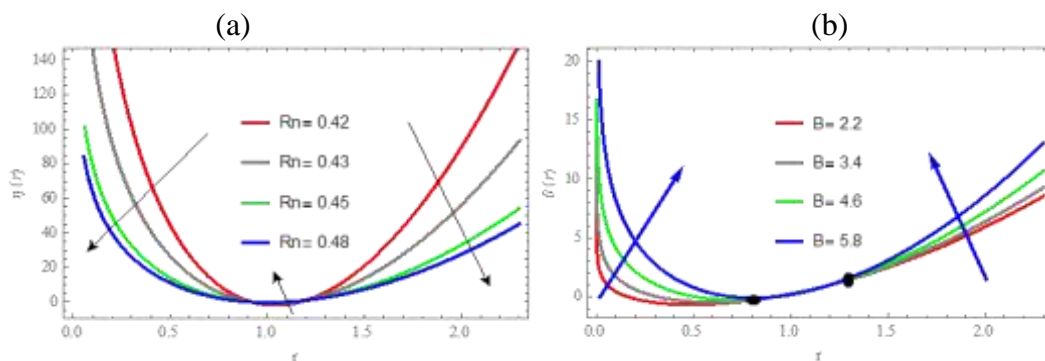 (a)
(b)
140
120
100
80
60
40
20
0
η (r)
Rn= 0.42
Rn= 0.43
Rn= 0.45
Rn= 0.48
0.0 0.5 1.0 1.5 2.0
r
20
15
10
5
0
B= 2.2
B= 3.4
B= 4.6
B= 5.8
0.0 0.5 1.0 1.5 2.0
r